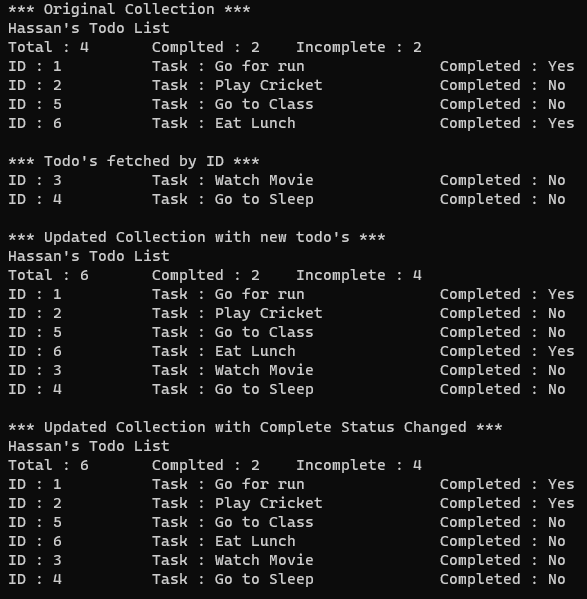 *** Original Collection ***
Hassan's Todo List
Total : 4       Complted : 2    Incomplete : 2
ID : 1          Task : Go for run               Completed : Yes
ID : 2          Task : Play Cricket             Completed : No
ID : 5          Task : Go to Class              Completed : No
ID : 6          Task : Eat Lunch                Completed : Yes

*** Todo's fetched by ID ***
ID : 3          Task : Watch Movie              Completed : No
ID : 4          Task : Go to Sleep              Completed : No

*** Updated Collection with new todo's ***
Hassan's Todo List
Total : 6       Complted : 2    Incomplete : 4
ID : 1          Task : Go for run               Completed : Yes
ID : 2          Task : Play Cricket             Completed : No
ID : 5          Task : Go to Class              Completed : No
ID : 6          Task : Eat Lunch                Completed : Yes
ID : 3          Task : Watch Movie              Completed : No
ID : 4          Task : Go to Sleep              Completed : No

*** Updated Collection with Complete Status Changed ***
Hassan's Todo List
Total : 6       Complted : 2    Incomplete : 4
ID : 1          Task : Go for run               Completed : Yes
ID : 2          Task : Play Cricket             Completed : Yes
ID : 5          Task : Go to Class              Completed : No
ID : 6          Task : Eat Lunch                Completed : No
ID : 3          Task : Watch Movie              Completed : No
ID : 4          Task : Go to Sleep              Completed : No